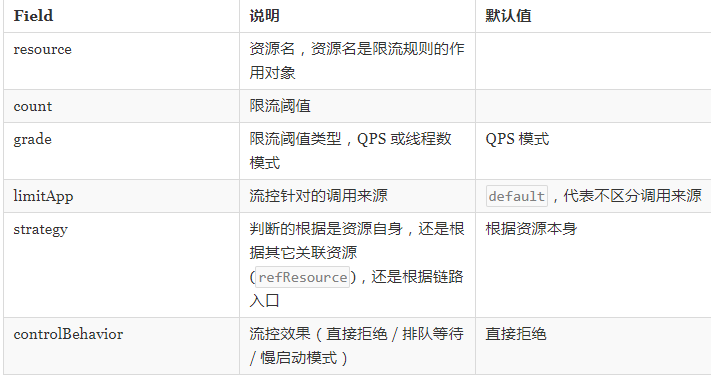 Field 说明 默认值
resource 资源名，资源名是限流规则的作
用对象
count 限流阈值
grade 限流阈值类型，QPS 或线程数 QPS 模式
模式
limitApp 流控针对的调用来源 default，代表不区分调用来源
strategy 判断的根据是资源自身，还是根 根据资源本身
据其它关联资源
(refResource)，还是根据链路
入口
controlBehavior 流控效果（直接拒绝 / 排队等待 直接拒绝
/ 慢启动模式）